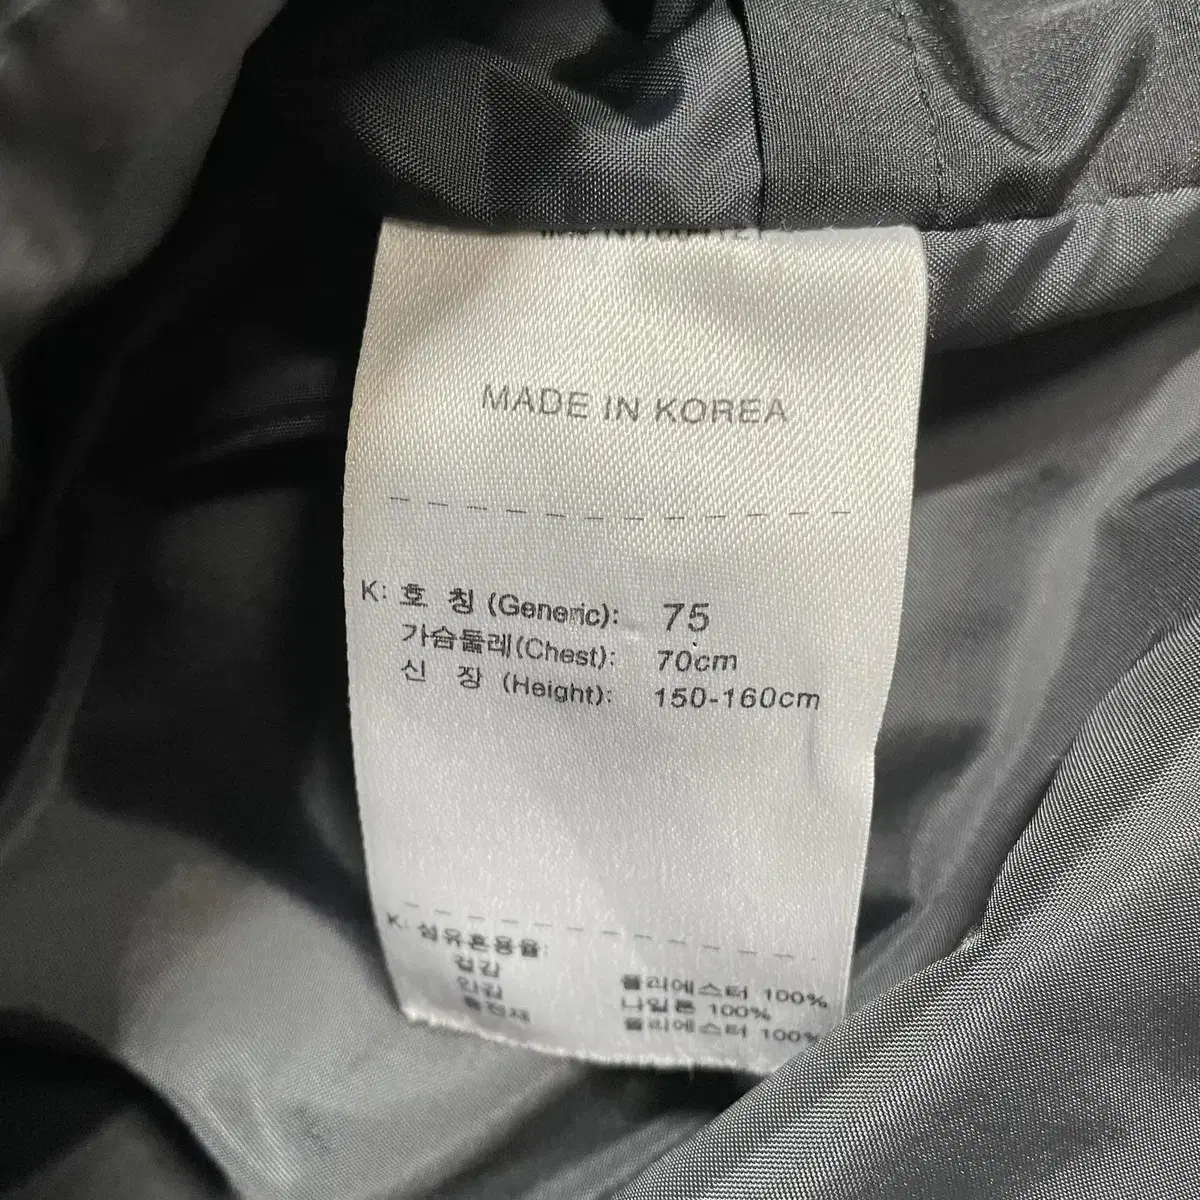 MADE IN KOREA
K: 호 칭 (Generic): 75
가슴둘레(Chest): 70cm
신 장 (Height): 150-160cm
K: 섬유혼용율:
겉감 폴리에스터 100%
안감 나일론 100%
충전재 폴리에스터 100%